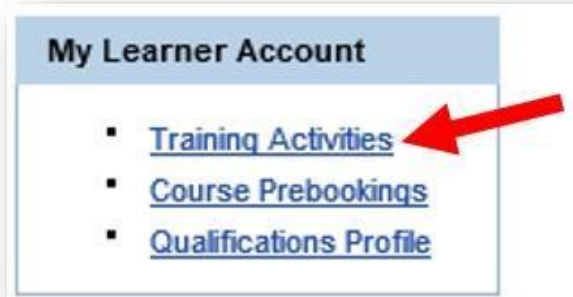 My Learner Account
Training Activities
Course Prebookings
Qualifications Profile